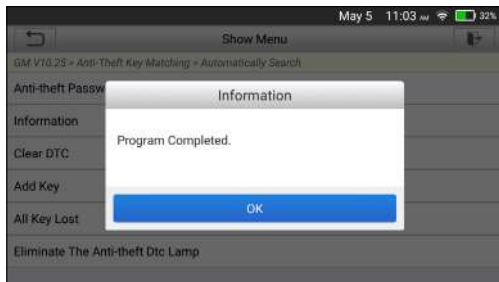 May 5 11:03 AM 32%
Show Menu
GM V10.25 > Anti-Theft Key Matching > Automatically Search
Anti-theft Passw
Information
Information
Program Completed.
Clear DTC
Add Key
OK
All Key Lost
Eliminate The Anti-theft Dtc Lamp